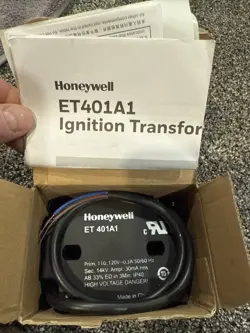 Honeywell
ET401A1
Ignition Transfor
Honeywell
ET 401A1
Prim. 110..120V~0.3A 50/60 Hz
Sec. 14kV Ampl. 30mA rms
AB 33% ED in 3Min. IP40
HIGH VOLTAGE DANGER!
Made in